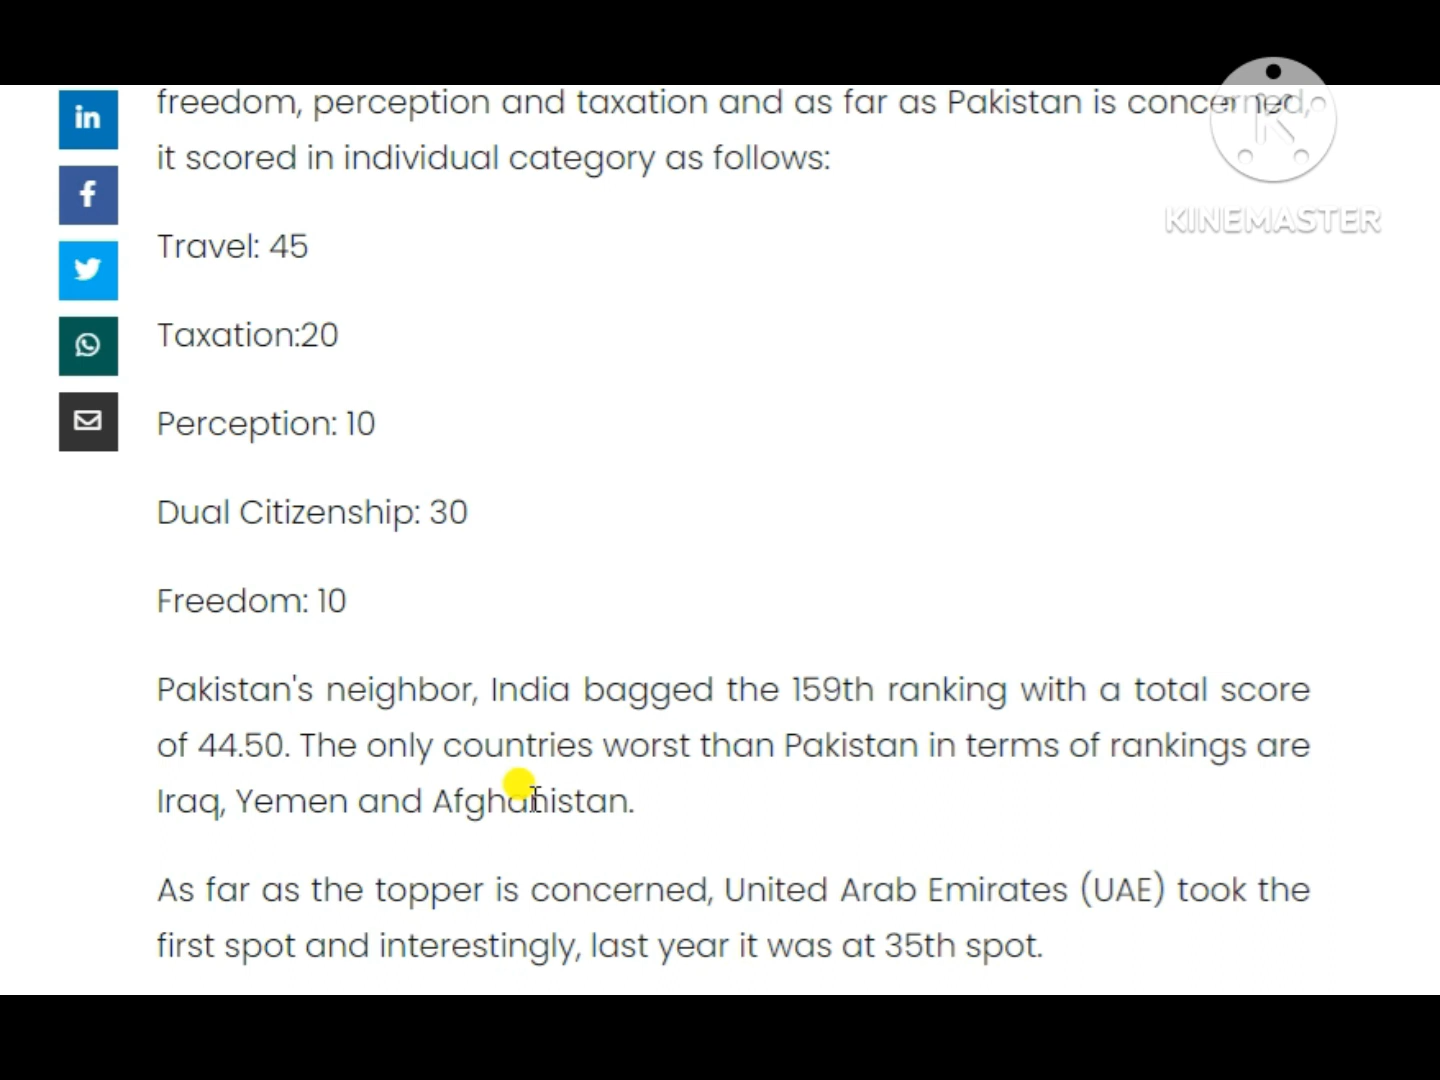 freedom, perception and taxation and as far as Pakistan is concerned,
it scored in individual category as follows:
KINEMASTER
Travel: 45
Taxation:20
Perception: 10
Dual Citizenship: 30
Freedom: 10
Pakistan's neighbor, India bagged the 159th ranking with a total score
of 44.50. The only countries worst than Pakistan in terms of rankings are
Iraq, Yemen and Afghanistan.
As far as the topper is concerned, United Arab Emirates (UAE) took the
first spot and interestingly, last year it was at 35th spot.